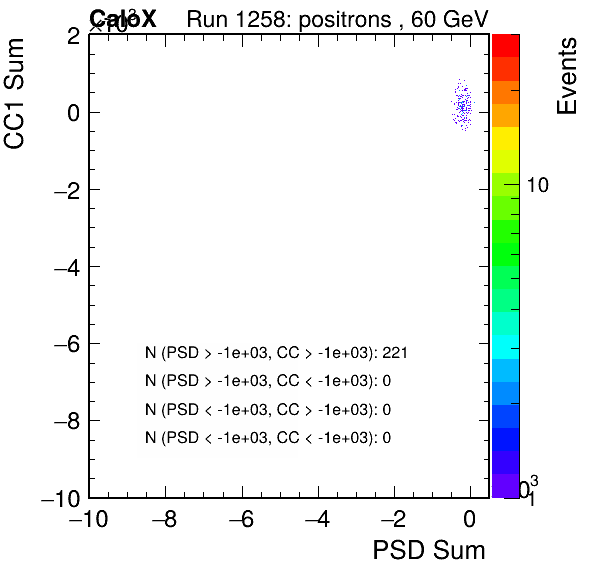 CaloX
Run 1258: positrons , 60 GeV
×10³
CC1 Sum
2
0
−2
−4
−6
−8
−10
N (PSD > -1e+03, CC > -1e+03): 221
N (PSD > -1e+03, CC < -1e+03): 0
N (PSD < -1e+03, CC > -1e+03): 0
N (PSD < -1e+03, CC < -1e+03): 0
−10
−8
−6
−4
−2
0
PSD Sum
Events
10
1